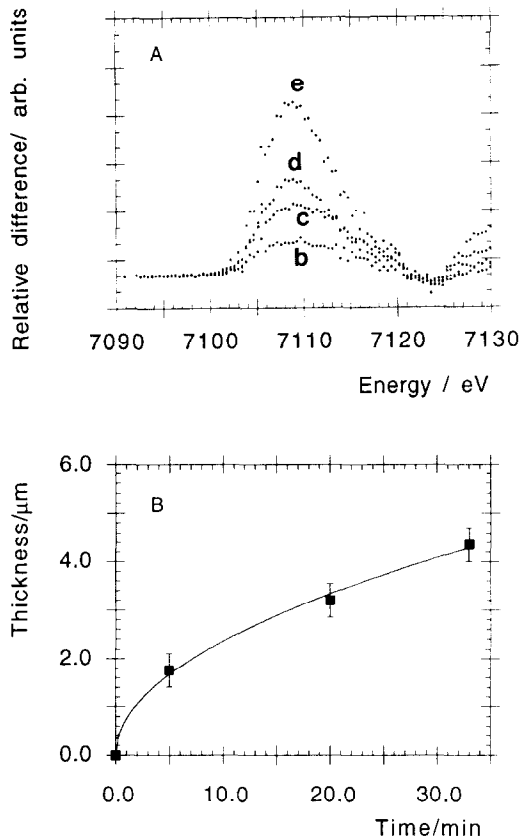 Relative difference/ arb. units
A
e
d
c
b
7090 7100 7110 7120 7130
Energy / eV
Thickness/μm
B
6.0
4.0
2.0
0.0
0.0 10.0 20.0 30.0
Time/min